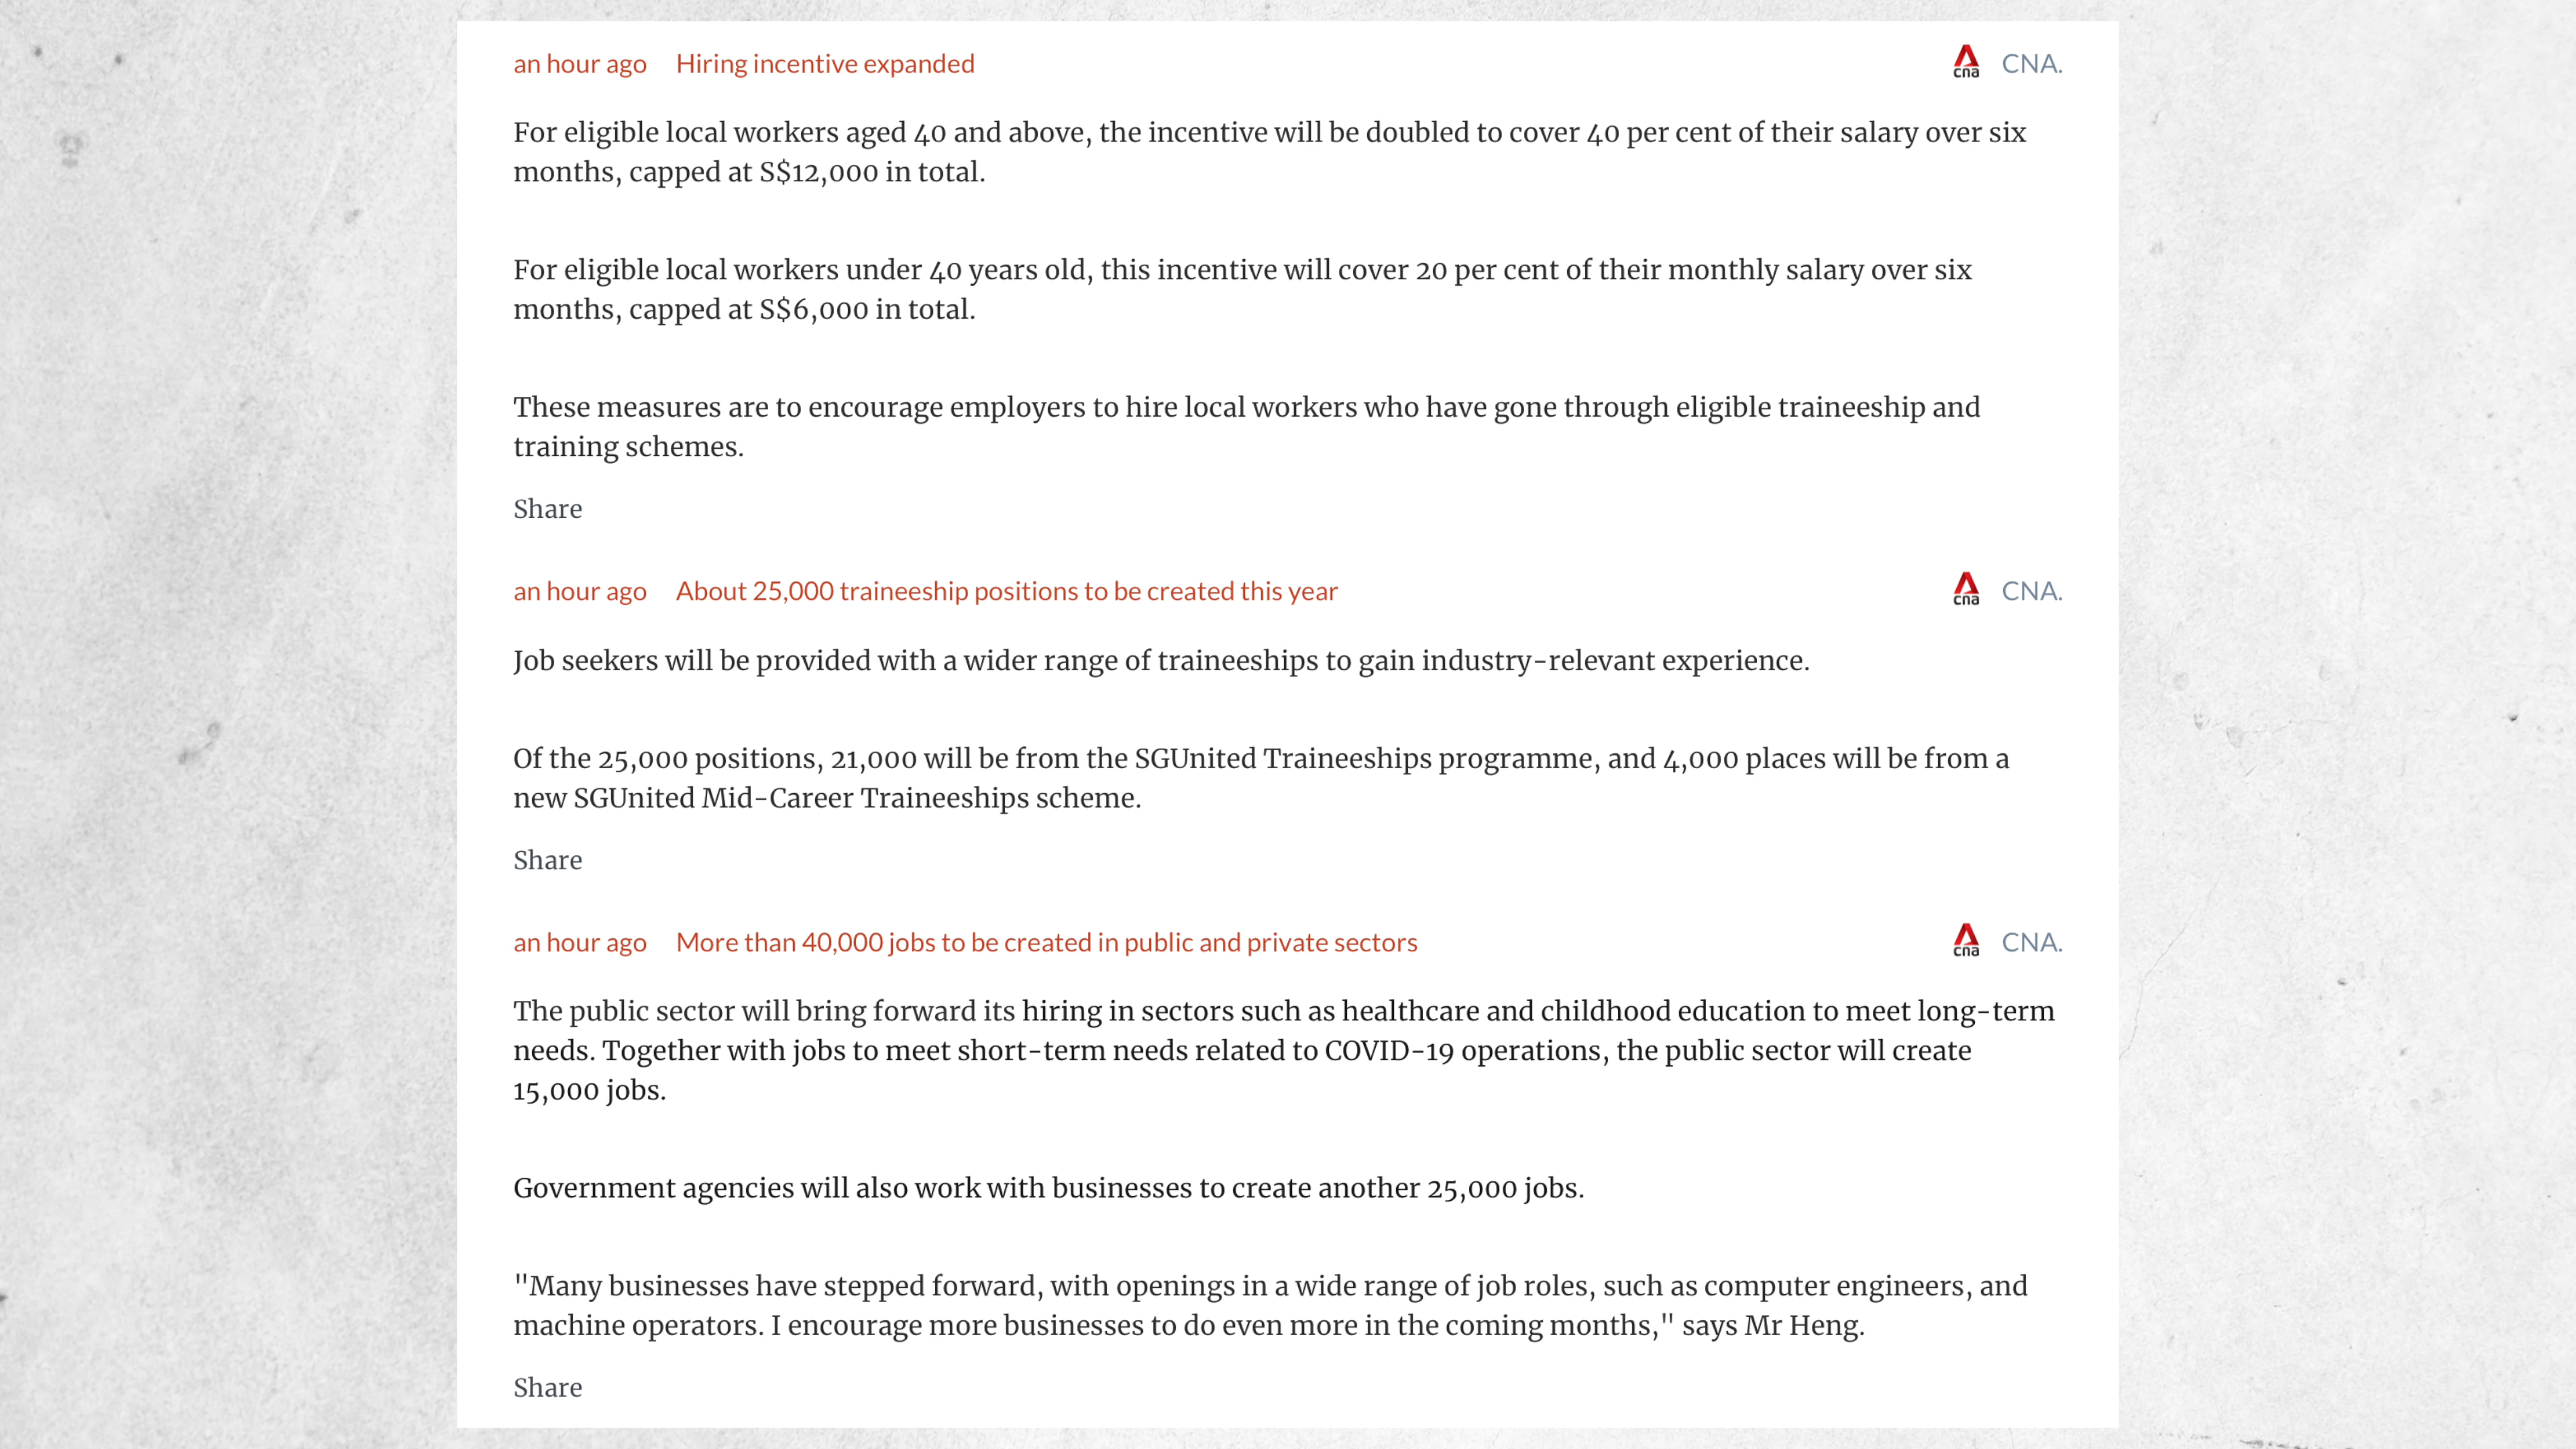 an hour ago Hiring incentive expanded cna CNA.
For eligible local workers aged 40 and above, the incentive will be doubled to cover 40 per cent of their salary over six
months, capped at S$12,000 in total.
For eligible local workers under 40 years old, this incentive will cover 20 per cent of their monthly salary over six
months, capped at S$6,000 in total.
These measures are to encourage employers to hire local workers who have gone through eligible traineeship and
training schemes.
Share
an hour ago About 25,000 traineeship positions to be created this year cna CNA.
Job seekers will be provided with a wider range of traineeships to gain industry-relevant experience.
Of the 25,000 positions, 21,000 will be from the SGUnited Traineeships programme, and 4,000 places will be from a
new SGUnited Mid-Career Traineeships scheme.
Share
an hour ago More than 40,000 jobs to be created in public and private sectors cna CNA.
The public sector will bring forward its hiring in sectors such as healthcare and childhood education to meet long-term
needs. Together with jobs to meet short-term needs related to COVID-19 operations, the public sector will create
15,000 jobs.
Government agencies will also work with businesses to create another 25,000 jobs.
"Many businesses have stepped forward, with openings in a wide range of job roles, such as computer engineers, and
machine operators. I encourage more businesses to do even more in the coming months," says Mr Heng.
Share